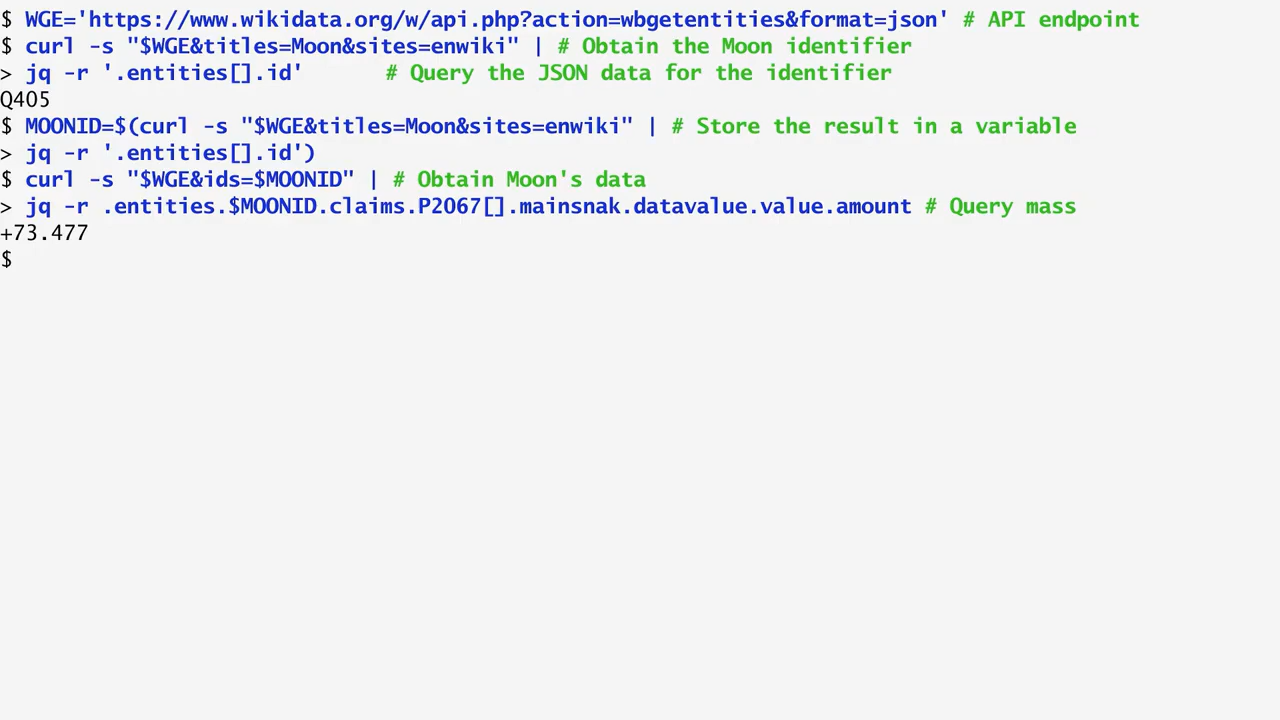 $ WGE='https://www.wikidata.org/w/api.php?action=wbgetentities&format=json' # API endpoint
$ curl -s "$WGE&titles=Moon&sites=enwiki" | # Obtain the Moon identifier
> jq -r '.entities[].id'       # Query the JSON data for the identifier
Q405
$ MOONID=$(curl -s "$WGE&titles=Moon&sites=enwiki" | # Store the result in a variable
> jq -r '.entities[].id')
$ curl -s "$WGE&ids=$MOONID" | # Obtain Moon's data
> jq -r .entities.$MOONID.claims.P2067[].mainsnak.datavalue.value.amount # Query mass
+73.477
$